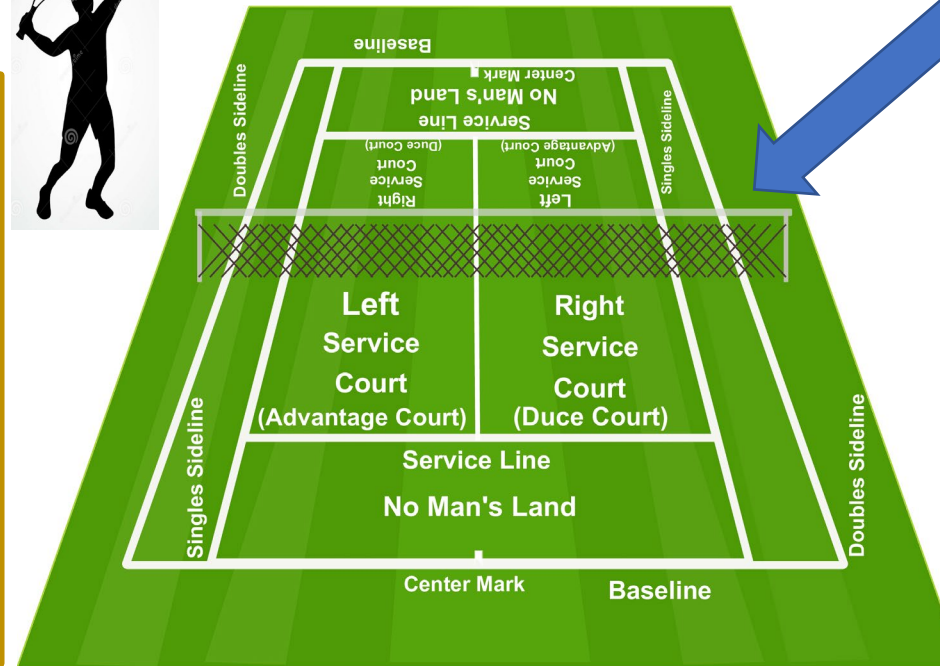 Baseline
Center Mark
No Man's Land
Service Line
Doubles Sideline
Singles Sideline
Right
Service
Court
(Duce Court)
Left
Service
Court
(Advantage Court)
Left
Service
Court
(Advantage Court)
Right
Service
Court
(Duce Court)
Service Line
No Man's Land
Singles Sideline
Doubles Sideline
Center Mark
Baseline